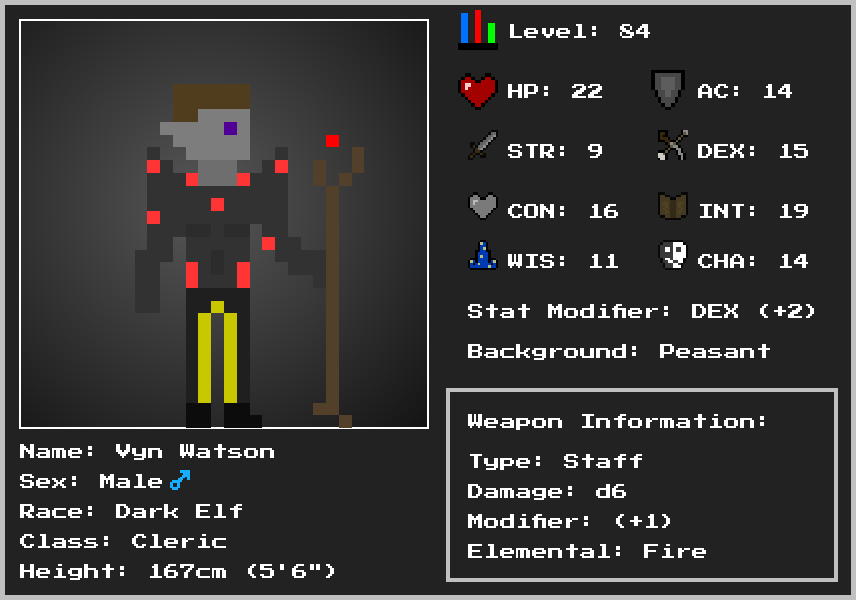 Level: 84
HP: 22 AC: 14
STR: 9 DEX: 15
CON: 16 INT: 19
WIS: 11 CHA: 14
Stat Modifier: DEX (+2)
Background: Peasant
Weapon Information:
Type: Staff
Damage: d6
Modifier: (+1)
Elemental: Fire
Name: Vyn Watson
Sex: Male ♂
Race: Dark Elf
Class: Cleric
Height: 167cm (5'6")